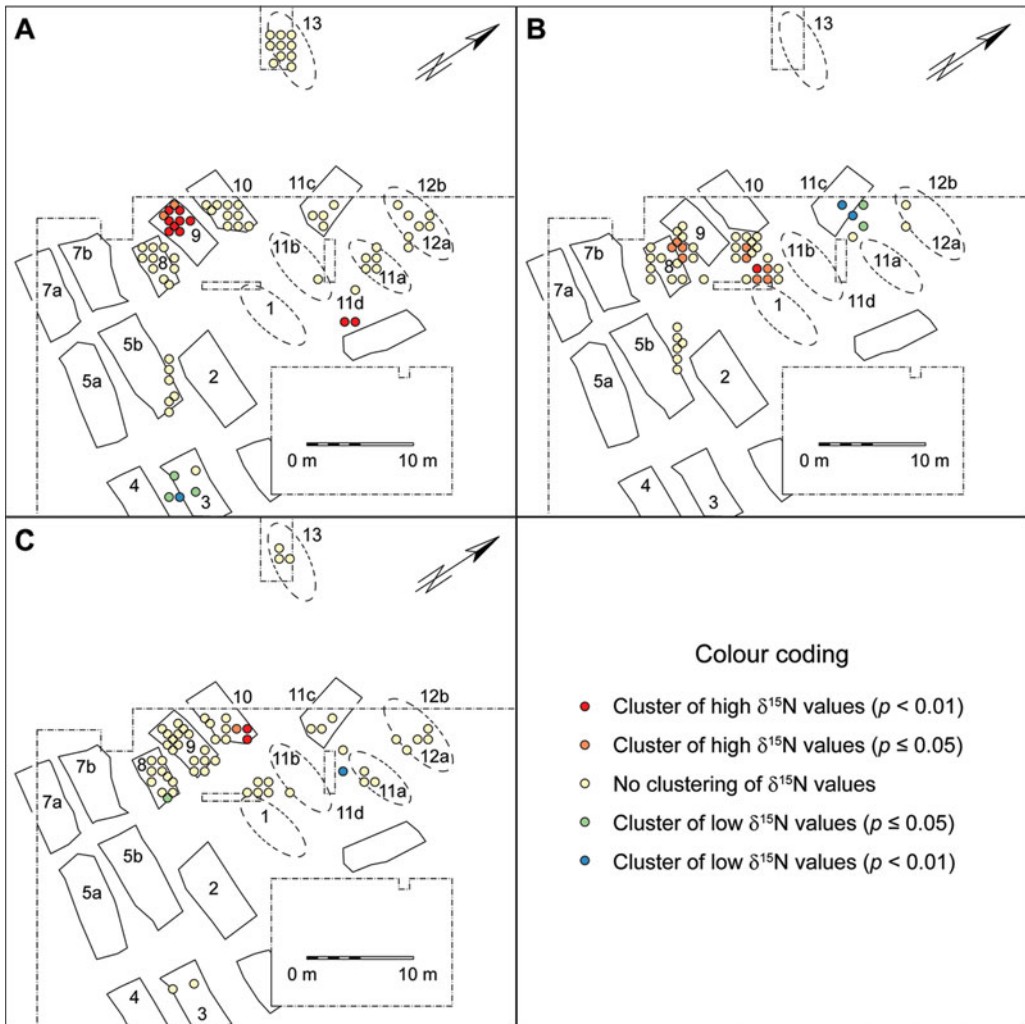 A
13
10
11c
12b
9
11b
12a
7b
8
11a
7a
11d
1
5b
2
5a
0 m
10 m
4
3
B
13
10
11c
12b
9
11b
12a
7b
8
11a
7a
11d
1
5b
2
5a
0 m
10 m
4
3
C
13
10
11c
12b
9
11b
12a
7b
8
11a
7a
11d
1
5b
2
5a
0 m
10 m
4
3
Colour coding
Cluster of high δ¹⁵N values (p < 0.01)
Cluster of high δ¹⁵N values (p ≤ 0.05)
No clustering of δ¹⁵N values
Cluster of low δ¹⁵N values (p ≤ 0.05)
Cluster of low δ¹⁵N values (p < 0.01)